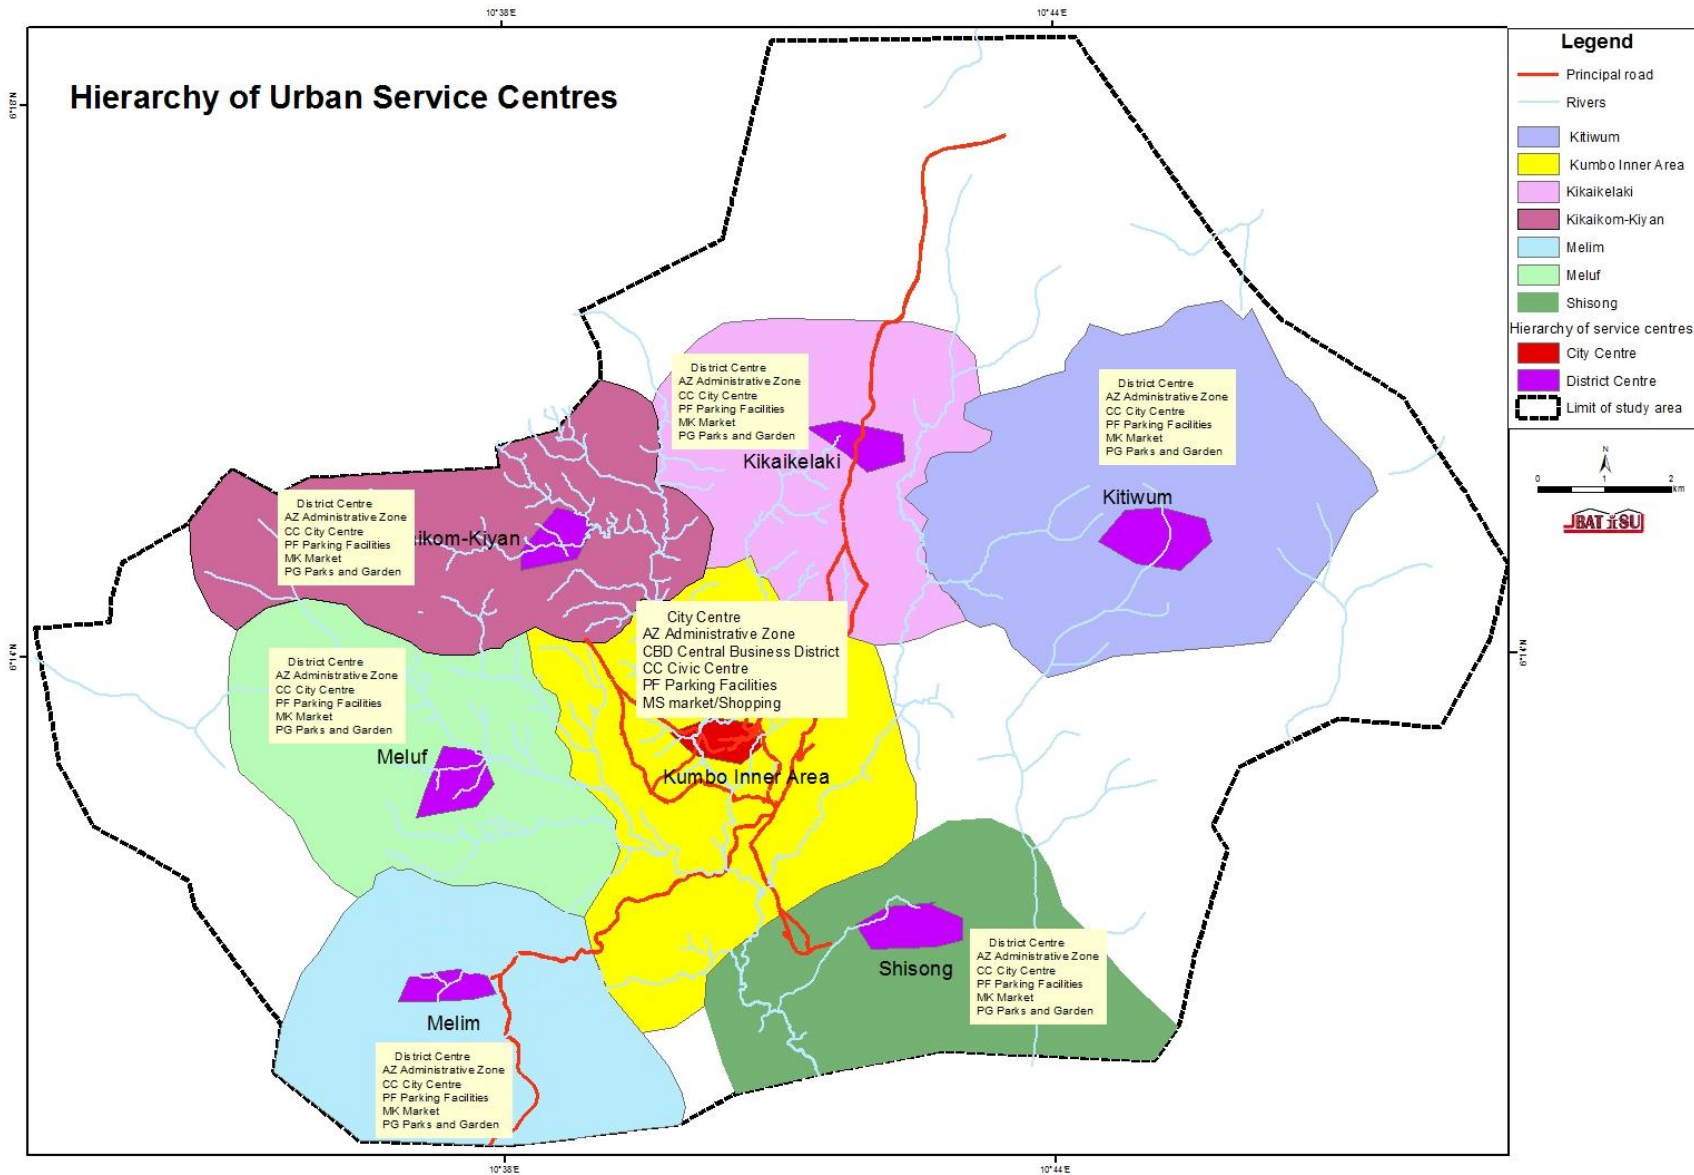 10°38'E
10°44'E
Hierarchy of Urban Service Centres
6°18'N
Legend
Principal road
Rivers
Kitiwum
Kumbo Inner Area
Kikaikelaki
Kikaikom-Kiyan
Melim
Meluf
Shisong
Hierarchy of service centres
City Centre
District Centre
Limit of study area
N
0 1 2
km
BATISU
District Centre
AZ Administrative Zone
CC City Centre
PF Parking Facilities
MK Market
PG Parks and Garden
Kikaikelaki
District Centre
AZ Administrative Zone
CC City Centre
PF Parking Facilities
MK Market
PG Parks and Garden
Kitiwum
District Centre
AZ Administrative Zone
CC City Centre
PF Parking Facilities
MK Market
PG Parks and Garden
ikom-Kiyan
City Centre
AZ Administrative Zone
CBD Central Business District
CC Civic Centre
PF Parking Facilities
MS market/Shopping
Kumbo Inner Area
6°14'N
6°14'N
District Centre
AZ Administrative Zone
CC City Centre
PF Parking Facilities
MK Market
PG Parks and Garden
Meluf
Shisong
District Centre
AZ Administrative Zone
CC City Centre
PF Parking Facilities
MK Market
PG Parks and Garden
Melim
District Centre
AZ Administrative Zone
CC City Centre
PF Parking Facilities
MK Market
PG Parks and Garden
10°38'E
10°44'E